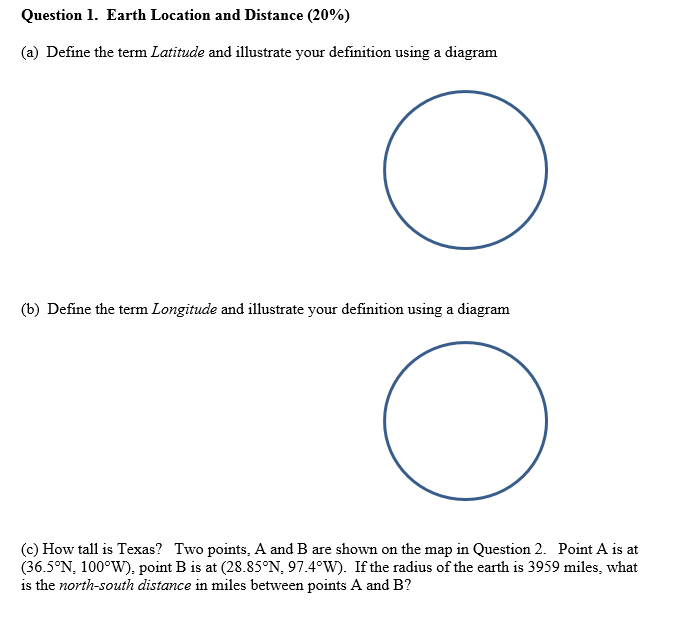 Question 1. Earth Location and Distance (20%)
(a) Define the term Latitude and illustrate your definition using a diagram
(b) Define the term Longitude and illustrate your definition using a diagram
(c) How tall is Texas? Two points, A and B are shown on the map in Question 2. Point A is at
(36.5°N, 100°W), point B is at (28.85°N, 97.4°W). If the radius of the earth is 3959 miles, what
is the north-south distance in miles between points A and B?